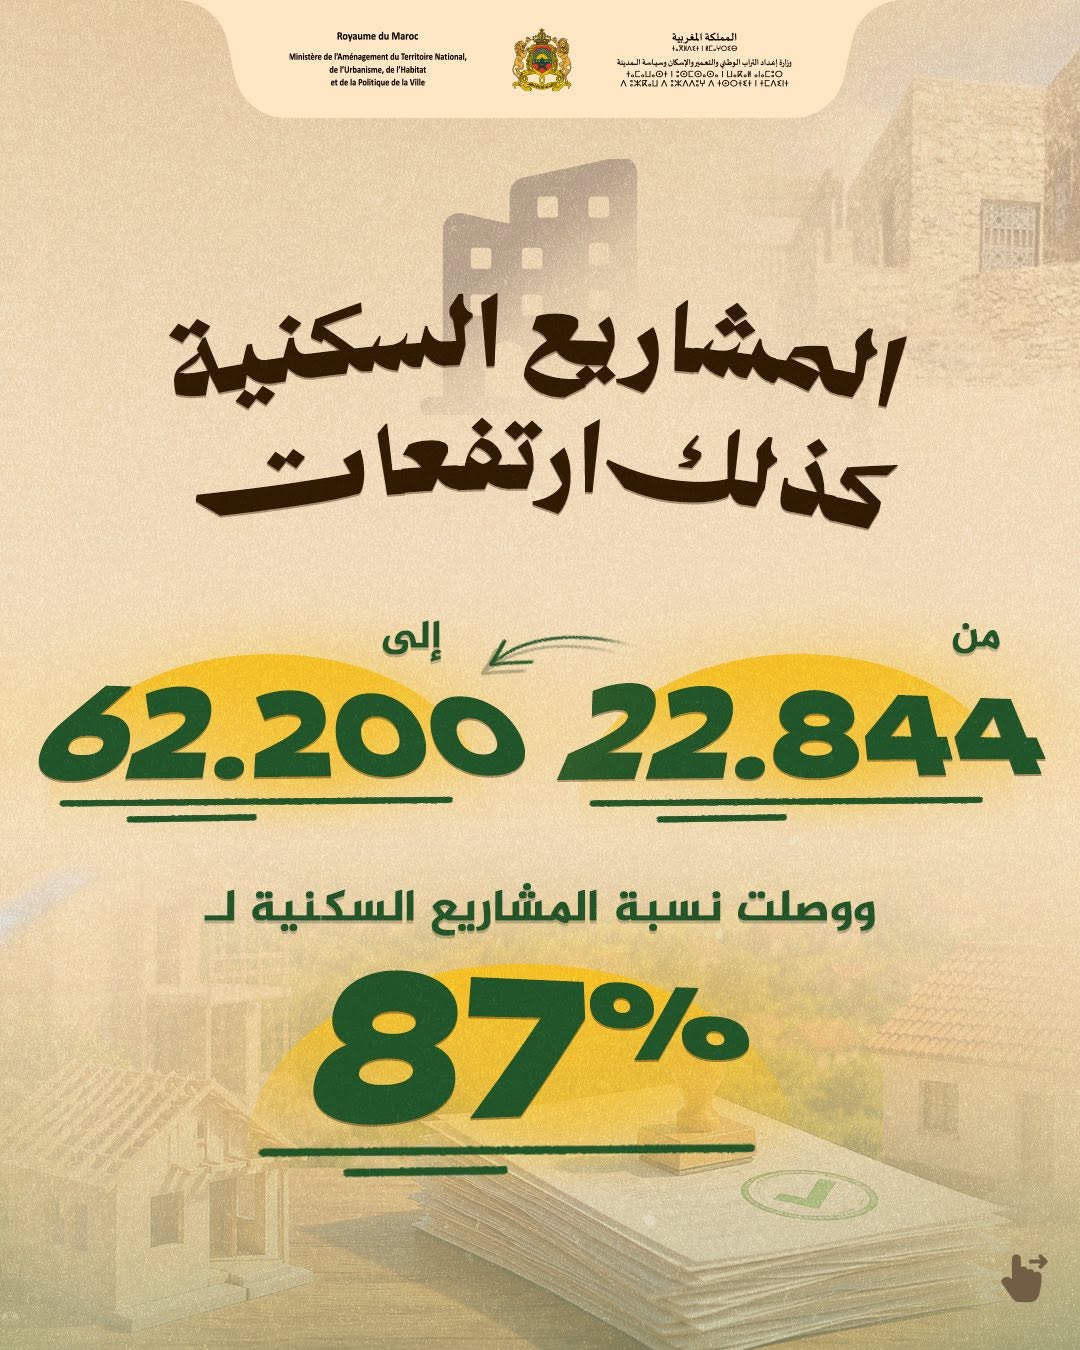 Royaume du Maroc
Ministère de l'Aménagement du Territoire National,
de l'Urbanisme, de l'Habitat
et de la Politique de la Ville
المملكة المغربية
ⵜⴰⴳⵍⴷⵉⵜ ⵏ ⵍⵎⵖⵔⵉⴱ
وزارة إعداد التراب الوطني والتعمير والإسكان وسياسة المدينة
المشاريع السكنية
كذلك ارتفعات
من
22.844
إلى
62.200
ووصلت نسبة المشاريع السكنية لـ
87%